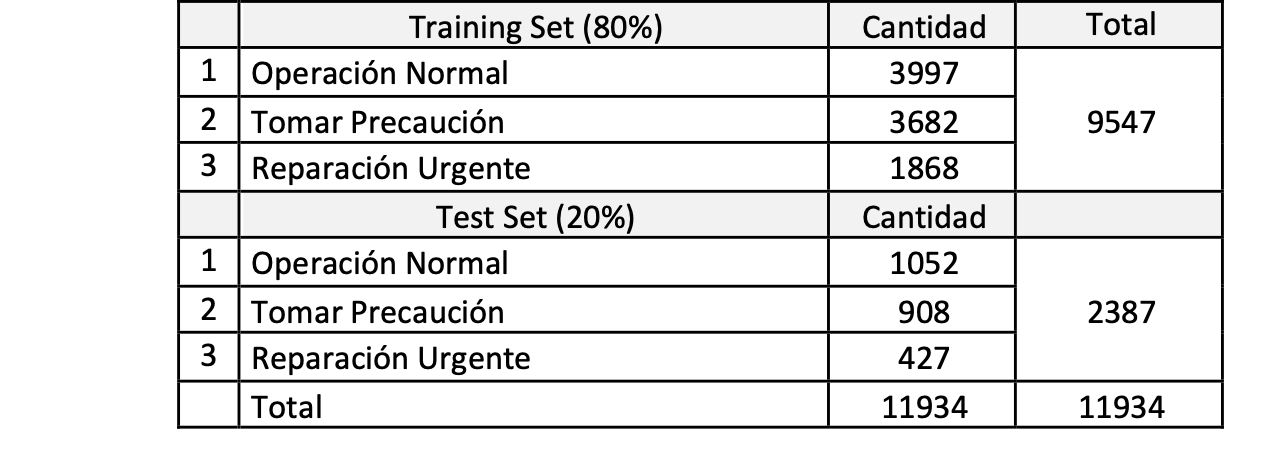 Training Set (80%) Cantidad Total
1 Operación Normal 3997
2 Tomar Precaución 3682 9547
3 Reparación Urgente 1868
Test Set (20%) Cantidad
1 Operación Normal 1052
2 Tomar Precaución 908 2387
3 Reparación Urgente 427
Total 11934 11934